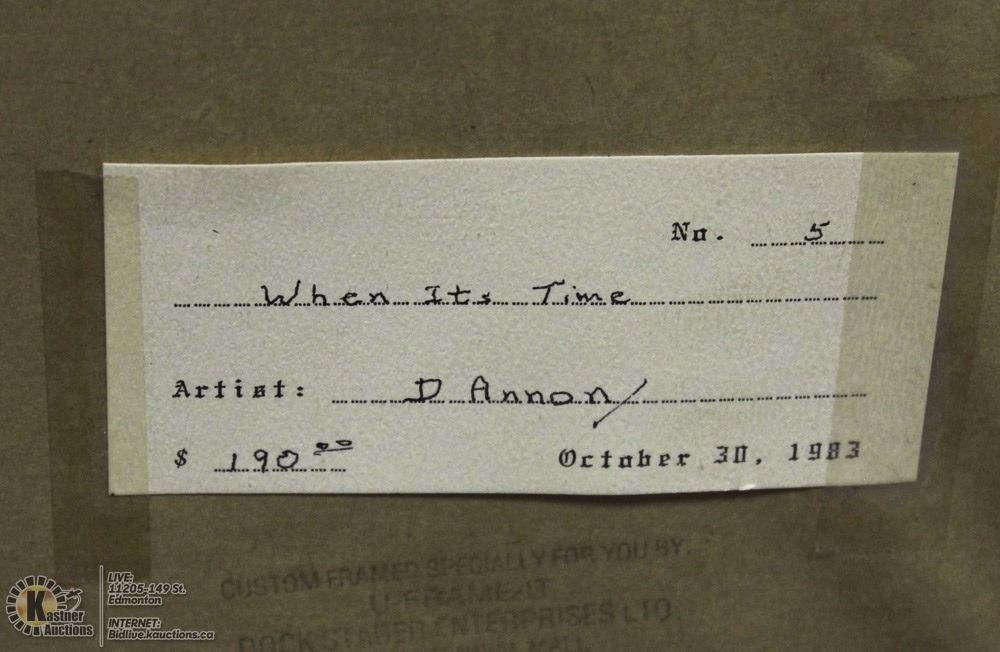 No. 5
When Its Time
Artist: D Annon
$ 190.00 October 30, 1983
CUSTOM FRAMED SPECIALLY FOR YOU BY.
U-FRAME-IT
ENTERPRISES LTD
MALL
Kastner Auctions
LIVE:
11205-149 St.
Edmonton
INTERNET:
Bidlive.kauctions.ca